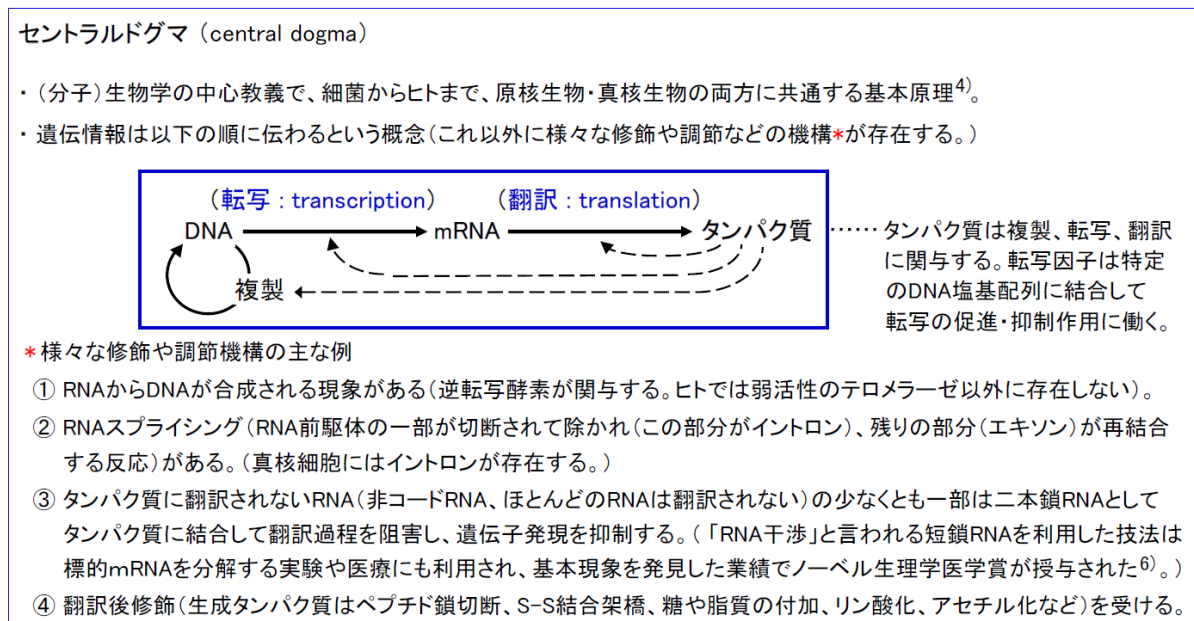 セントラルドグマ (central dogma)
・(分子)生物学の中心教義で、細菌からヒトまで、原核生物・真核生物の両方に共通する基本原理4)。
・遺伝情報は以下の順に伝わるという概念(これ以外に様々な修飾や調節などの機構*が存在する。)
(転写：transcription) (翻訳：translation)
DNA mRNA タンパク質 ……タンパク質は複製、転写、翻訳
に関与する。転写因子は特定
複製 のDNA塩基配列に結合して
転写の促進・抑制作用に働く。
*様々な修飾や調節機構の主な例
① RNAからDNAが合成される現象がある(逆転写酵素が関与する。ヒトでは弱活性のテロメラーゼ以外に存在しない)。
② RNAスプライシング(RNA前駆体の一部が切断されて除かれ(この部分がイントロン)、残りの部分(エキソン)が再結合
する反応)がある。(真核細胞にはイントロンが存在する。)
③ タンパク質に翻訳されないRNA(非コードRNA、ほとんどのRNAは翻訳されない)の少なくとも一部は二本鎖RNAとして
タンパク質に結合して翻訳過程を阻害し、遺伝子発現を抑制する。(「RNA干渉」と言われる短鎖RNAを利用した技法は
標的mRNAを分解する実験や医療にも利用され、基本現象を発見した業績でノーベル生理学医学賞が授与された6)。)
④ 翻訳後修飾(生成タンパク質はペプチド鎖切断、S-S結合架橋、糖や脂質の付加、リン酸化、アセチル化など)を受ける。